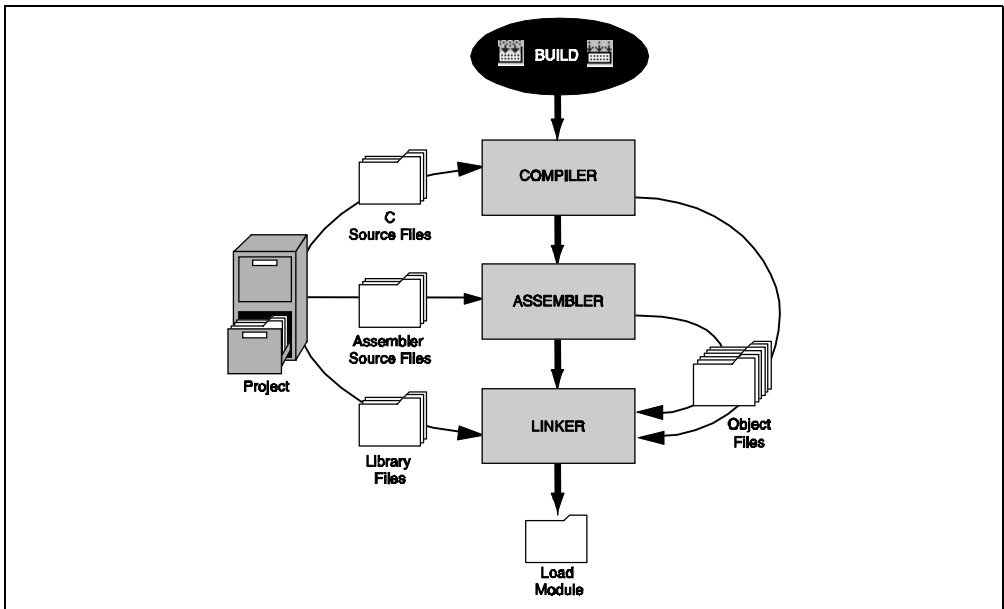 BUILD
COMPILER
C
Source Files
ASSEMBLER
Assembler
Source Files
Project
LINKER
Object
Files
Library
Files
Load
Module